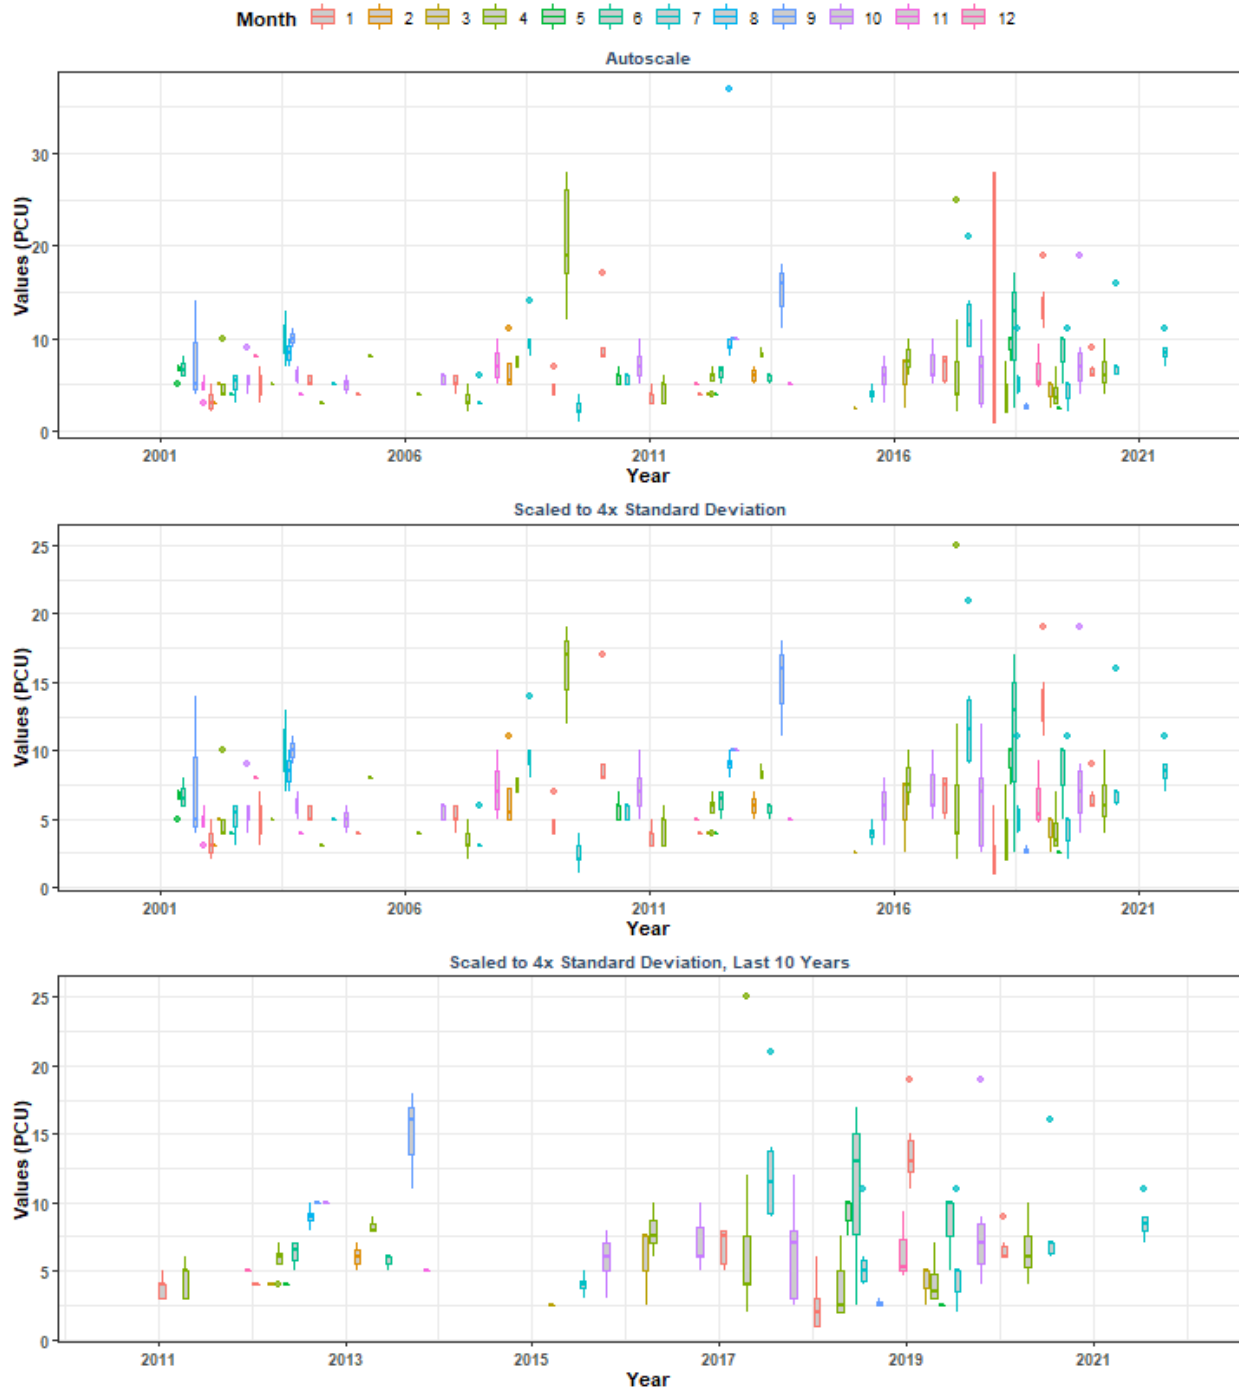 Month 1 2 3 4 5 6 7 8 9 10 11 12
Autoscale
Values (PCU)
30
20
10
0
2001 2006 2011 2016 2021
Year
Scaled to 4x Standard Deviation
Values (PCU)
25
20
15
10
5
0
2001 2006 2011 2016 2021
Year
Scaled to 4x Standard Deviation, Last 10 Years
Values (PCU)
25
20
15
10
5
0
2011 2013 2015 2017 2019 2021
Year